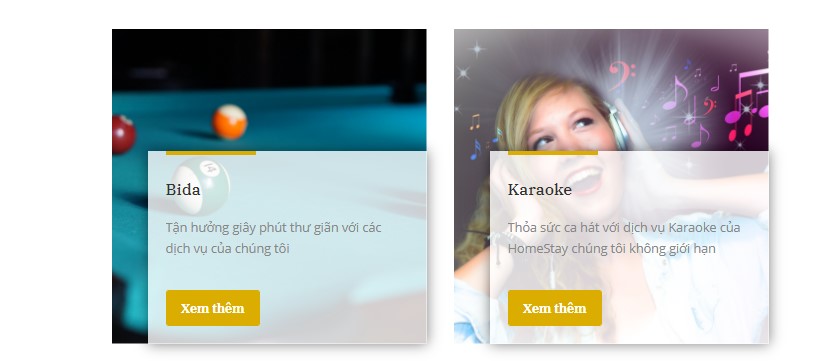 Bida
Tận hưởng giây phút thư giãn với các
dịch vụ của chúng tôi
Xem thêm
Karaoke
Thỏa sức ca hát với dịch vụ Karaoke của
HomeStay chúng tôi không giới hạn
Xem thêm
14